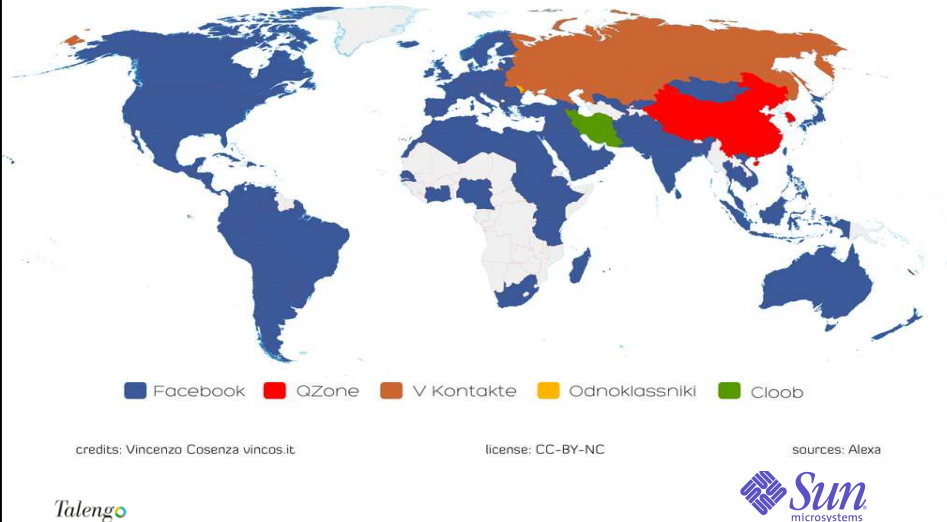 Facebook QZone V Kontakte Odnoklassniki Cloob
credits: Vincenzo Cosenza vincos.it license: CC-BY-NC sources: Alexa
Talengo
Sun
microsystems